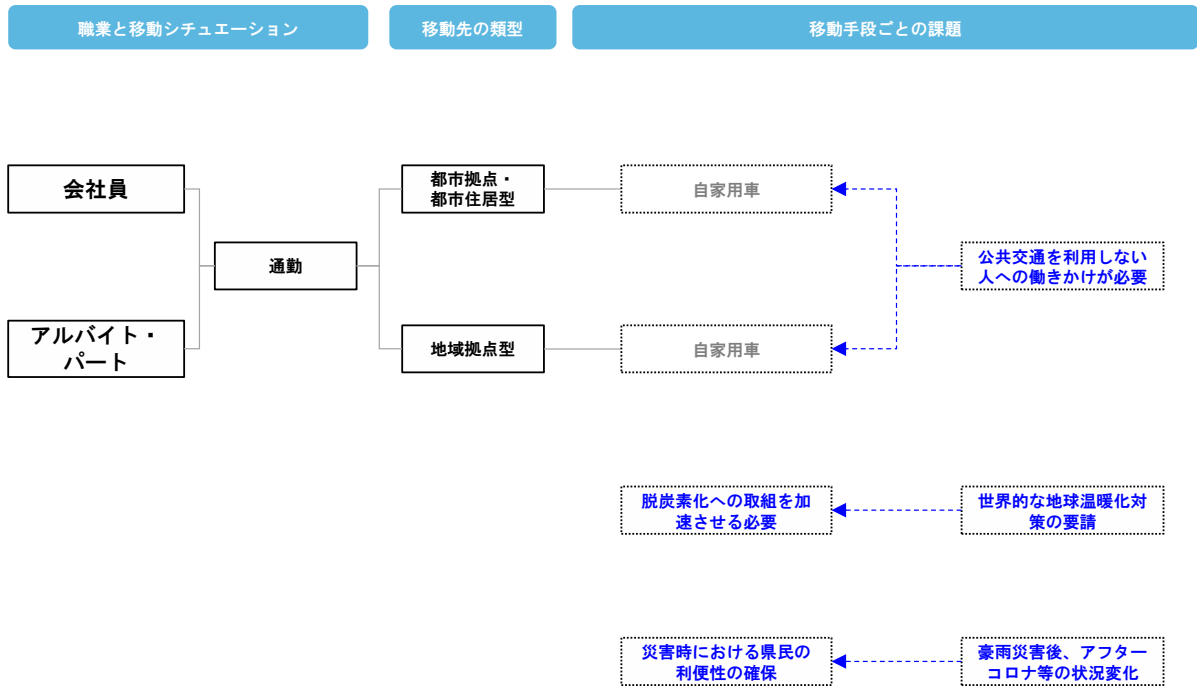 職業と移動シチュエーション
移動先の類型
移動手段ごとの課題
会社員
都市拠点・
都市住居型
自家用車
通勤
公共交通を利用しない
人への働きかけが必要
アルバイト・
パート
地域拠点型
自家用車
脱炭素化への取組を加
速させる必要
世界的な地球温暖化対
策の要請
災害時における県民の
利便性の確保
豪雨災害後、アフター
コロナ等の状況変化